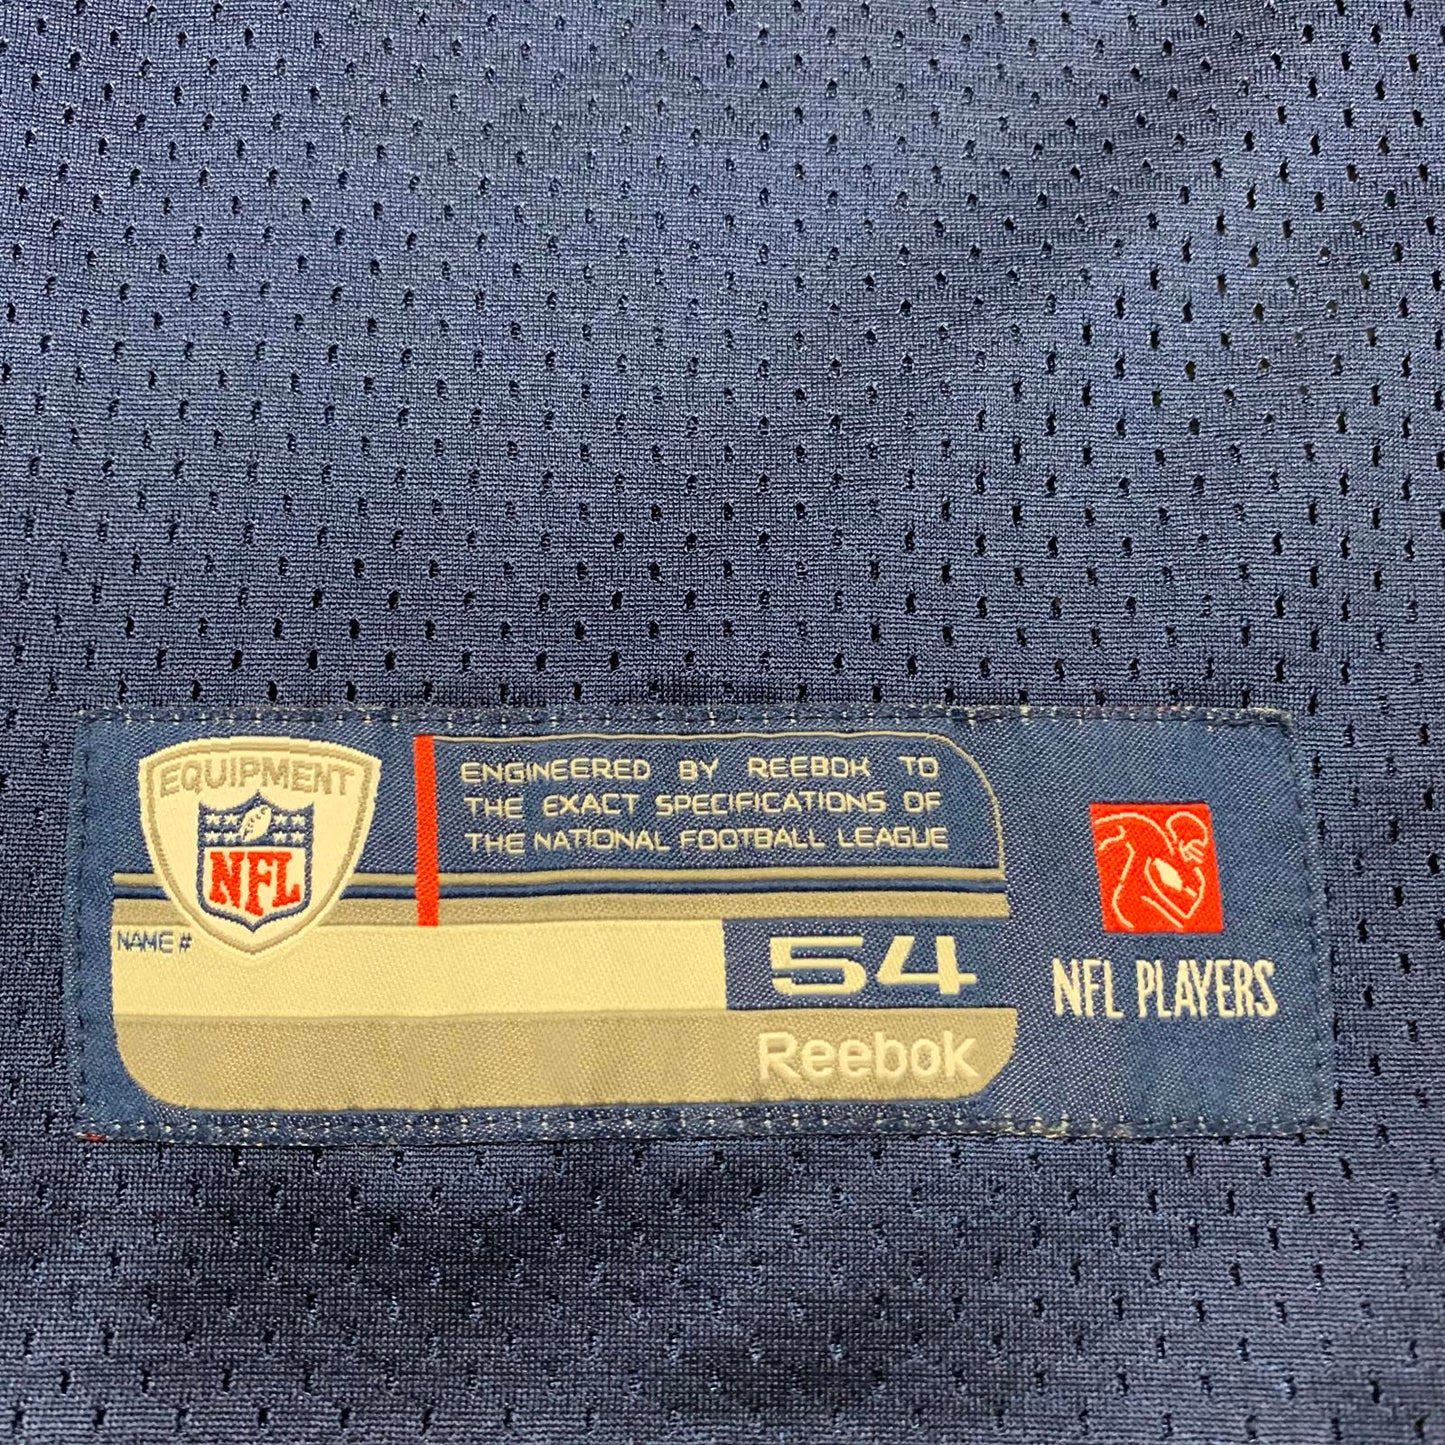 EQUIPMENT
NFL
ENGINEERED BY REEBOK TO
THE EXACT SPECIFICATIONS OF
THE NATIONAL FOOTBALL LEAGUE
NAME #
54
Reebok
NFL PLAYERS